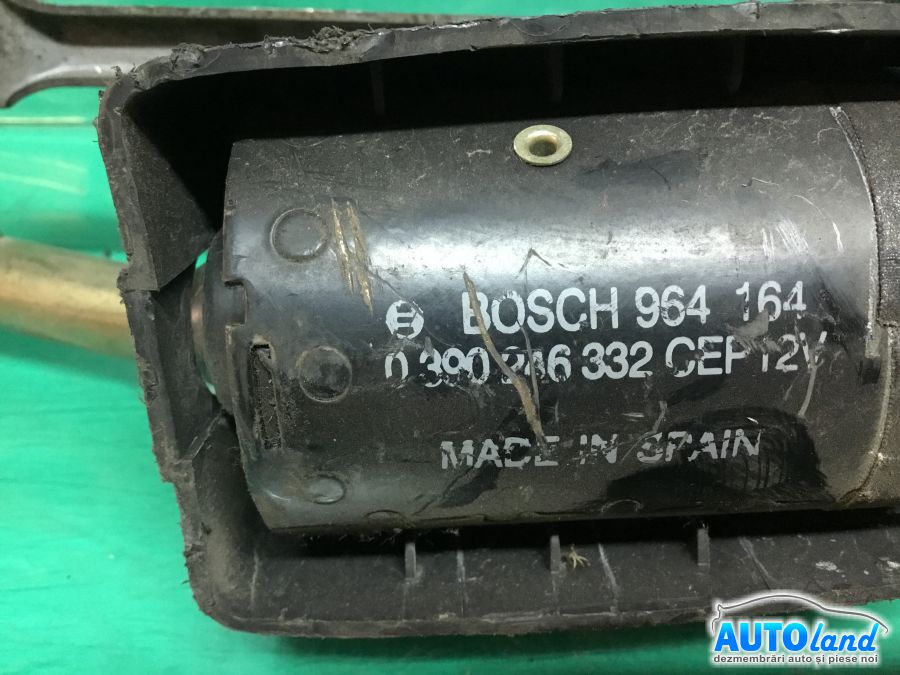 BOSCH 964 164
0 390 246 332 CEP 12V
MADE IN SPAIN
AUTOland
dezmembrări auto și piese noi